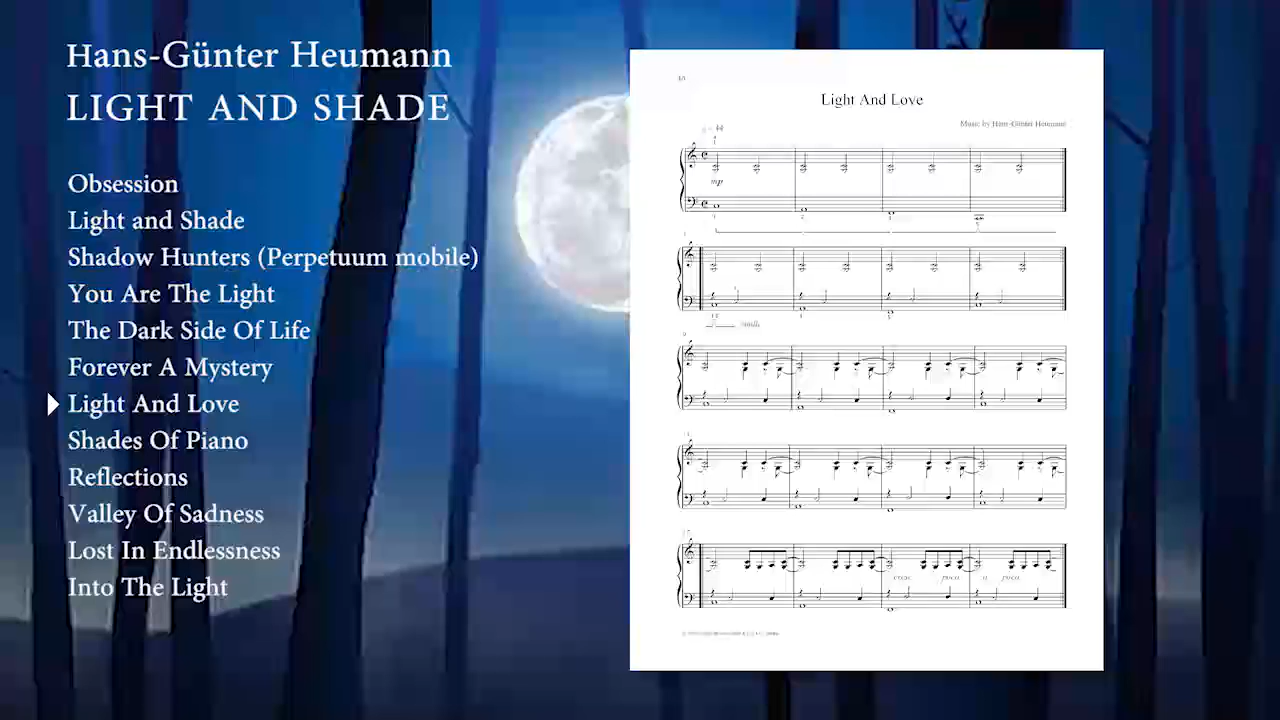 Hans-Günter Heumann
LIGHT AND SHADE
Obsession
Light and Shade
Shadow Hunters (Perpetuum mobile)
You Are The Light
The Dark Side Of Life
Forever A Mystery
Light And Love
Shades Of Piano
Reflections
Valley Of Sadness
Lost In Endlessness
Into The Light
Light And Love
Music by Hans-Günter Heumann
mp
simile
cresc. poco a poco